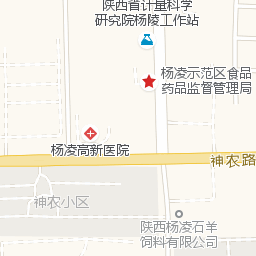 陕西省计量科学
研究院杨陵工作站
杨凌示范区食品
药品监督管理局
杨凌高新医院
神农路
神农小区
陕西杨凌石羊
饲料有限公司